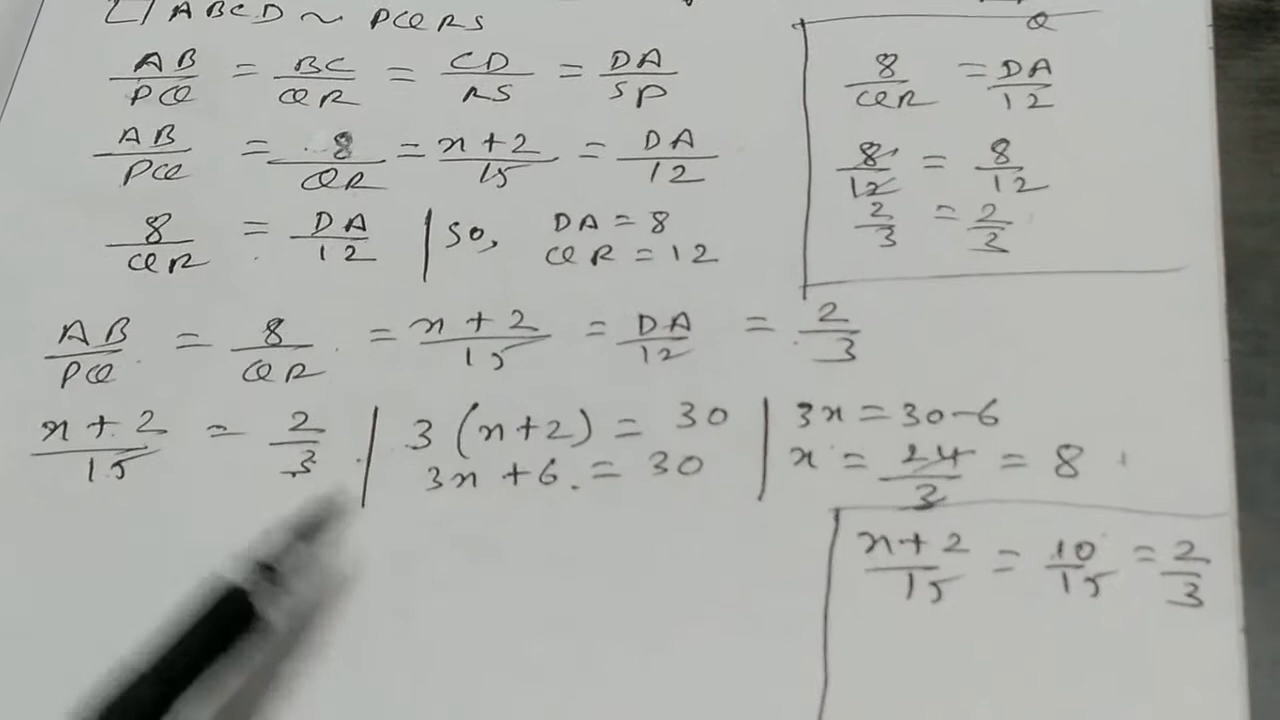 ▱ ABCD ~ PQRS
AB/PQ = BC/QR = CD/RS = DA/SP
AB/PQ = 8/QR = x+2/15 = DA/12
8/QR = DA/12 | So, DA = 8
QR = 12
AB/PQ = 8/QR = x+2/15 = DA/12 = 2/3
x+2/15 = 2/3 | 3(x+2) = 30 | 3x = 30-6
3x+6 = 30 | x = 24/3 = 8
Q
8/QR = DA/12
8/12 = 8/12
2/3 = 2/3
x+2/15 = 10/15 = 2/3